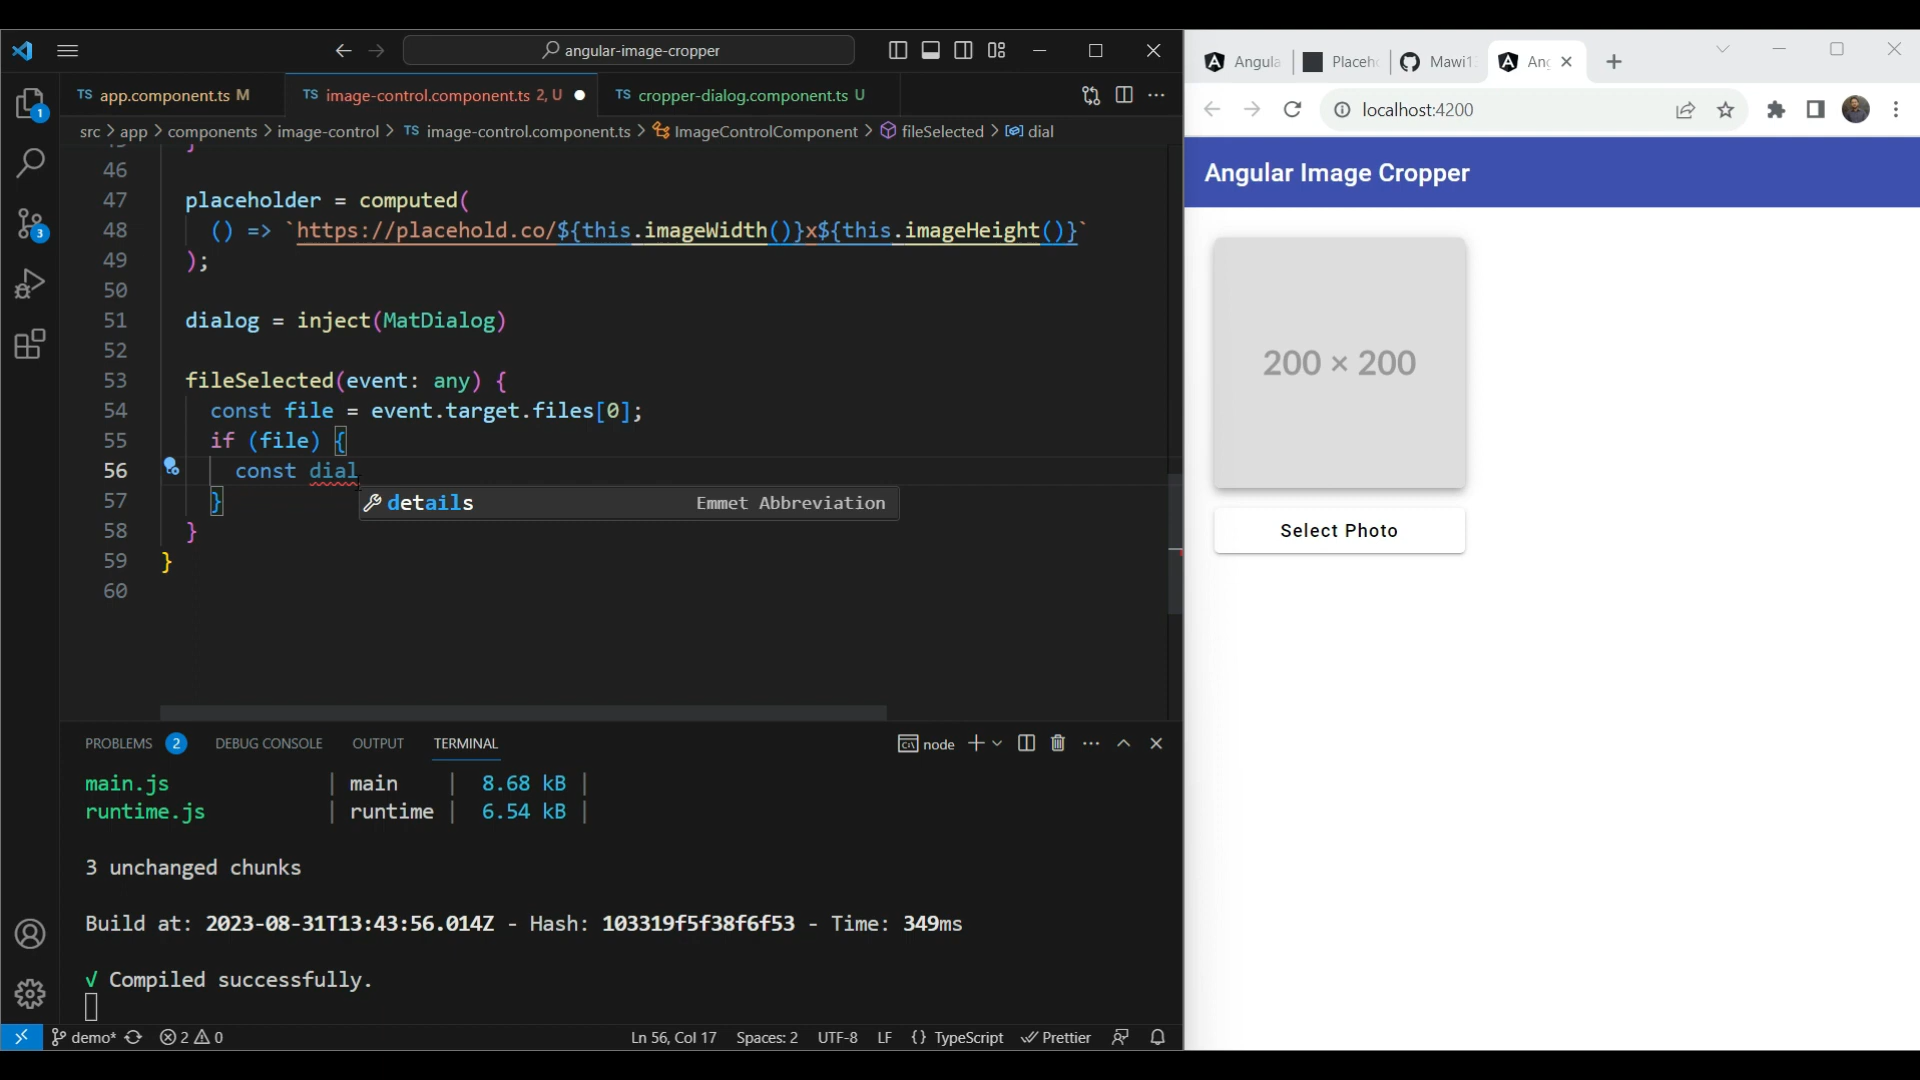 angular-image-cropper
TS app.component.ts M
TS image-control.component.ts 2, U
TS cropper-dialog.component.ts U
src > app > components > image-control > TS image-control.component.ts > ImageControlComponent > fileSelected > dial
46
47 placeholder = computed(
48 () => `https://placehold.co/${this.imageWidth()}x${this.imageHeight()}`
49 );
50
51 dialog = inject(MatDialog)
52
53 fileSelected(event: any) {
54 const file = event.target.files[0];
55 if (file) {
56 const dial
details Emmet Abbreviation
57 }
58 }
59 }
60
PROBLEMS 2 DEBUG CONSOLE OUTPUT TERMINAL
node
main.js | main | 8.68 kB |
runtime.js | runtime | 6.54 kB |
3 unchanged chunks
Build at: 2023-08-31T13:43:56.014Z - Hash: 103319f5f38f6f53 - Time: 349ms
√ Compiled successfully.
1
3
demo* 2 0
Ln 56, Col 17 Spaces: 2 UTF-8 LF {} TypeScript Prettier
Angula
Placeh
Mawi1
Ang
localhost:4200
Angular Image Cropper
200 × 200
Select Photo